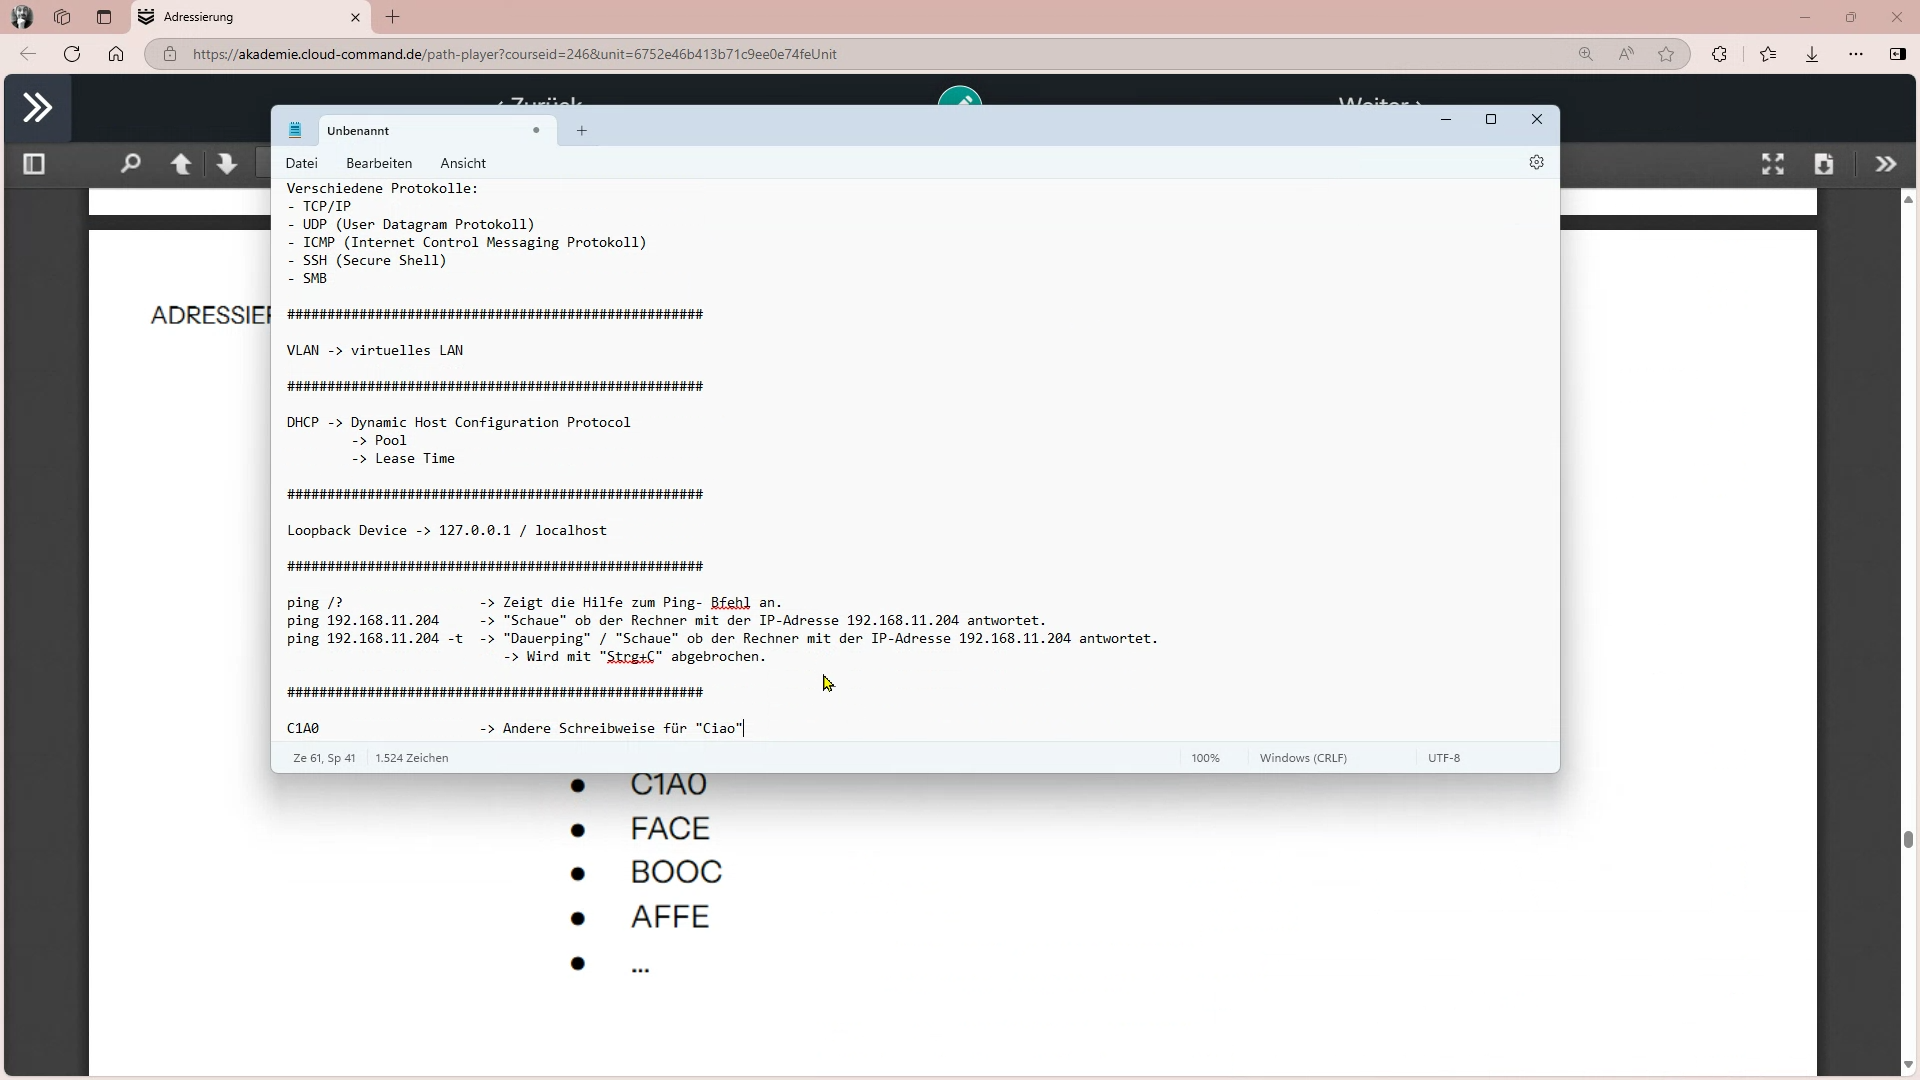 Adressierung
https://akademie.cloud-command.de/path-player?courseid=246&unit=6752e46b413b71c9ee0e74feUnit
‹ Zurück
Weiter ›
Unbenannt
Datei Bearbeiten Ansicht
Verschiedene Protokolle:
- TCP/IP
- UDP (User Datagram Protokoll)
- ICMP (Internet Control Messaging Protokoll)
- SSH (Secure Shell)
- SMB
####################################################
VLAN -> virtuelles LAN
####################################################
DHCP -> Dynamic Host Configuration Protocol
-> Pool
-> Lease Time
####################################################
Loopback Device -> 127.0.0.1 / localhost
####################################################
ping /? -> Zeigt die Hilfe zum Ping- Bfehl an.
ping 192.168.11.204 -> "Schaue" ob der Rechner mit der IP-Adresse 192.168.11.204 antwortet.
ping 192.168.11.204 -t -> "Dauerping" / "Schaue" ob der Rechner mit der IP-Adresse 192.168.11.204 antwortet.
-> Wird mit "Strg+C" abgebrochen.
####################################################
C1A0 -> Andere Schreibweise für "Ciao"
Ze 61, Sp 41 1.524 Zeichen 100% Windows (CRLF) UTF-8
ADRESSIER
• C1A0
• FACE
• B00C
• AFFE
• ...